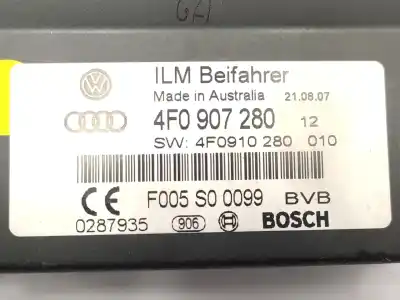 ILM Beifahrer
Made in Australia 21.08.07
4F0 907 280 12
SW: 4F0910 280 010
CE F005 S0 0099 BVB
0287935 906 BOSCH